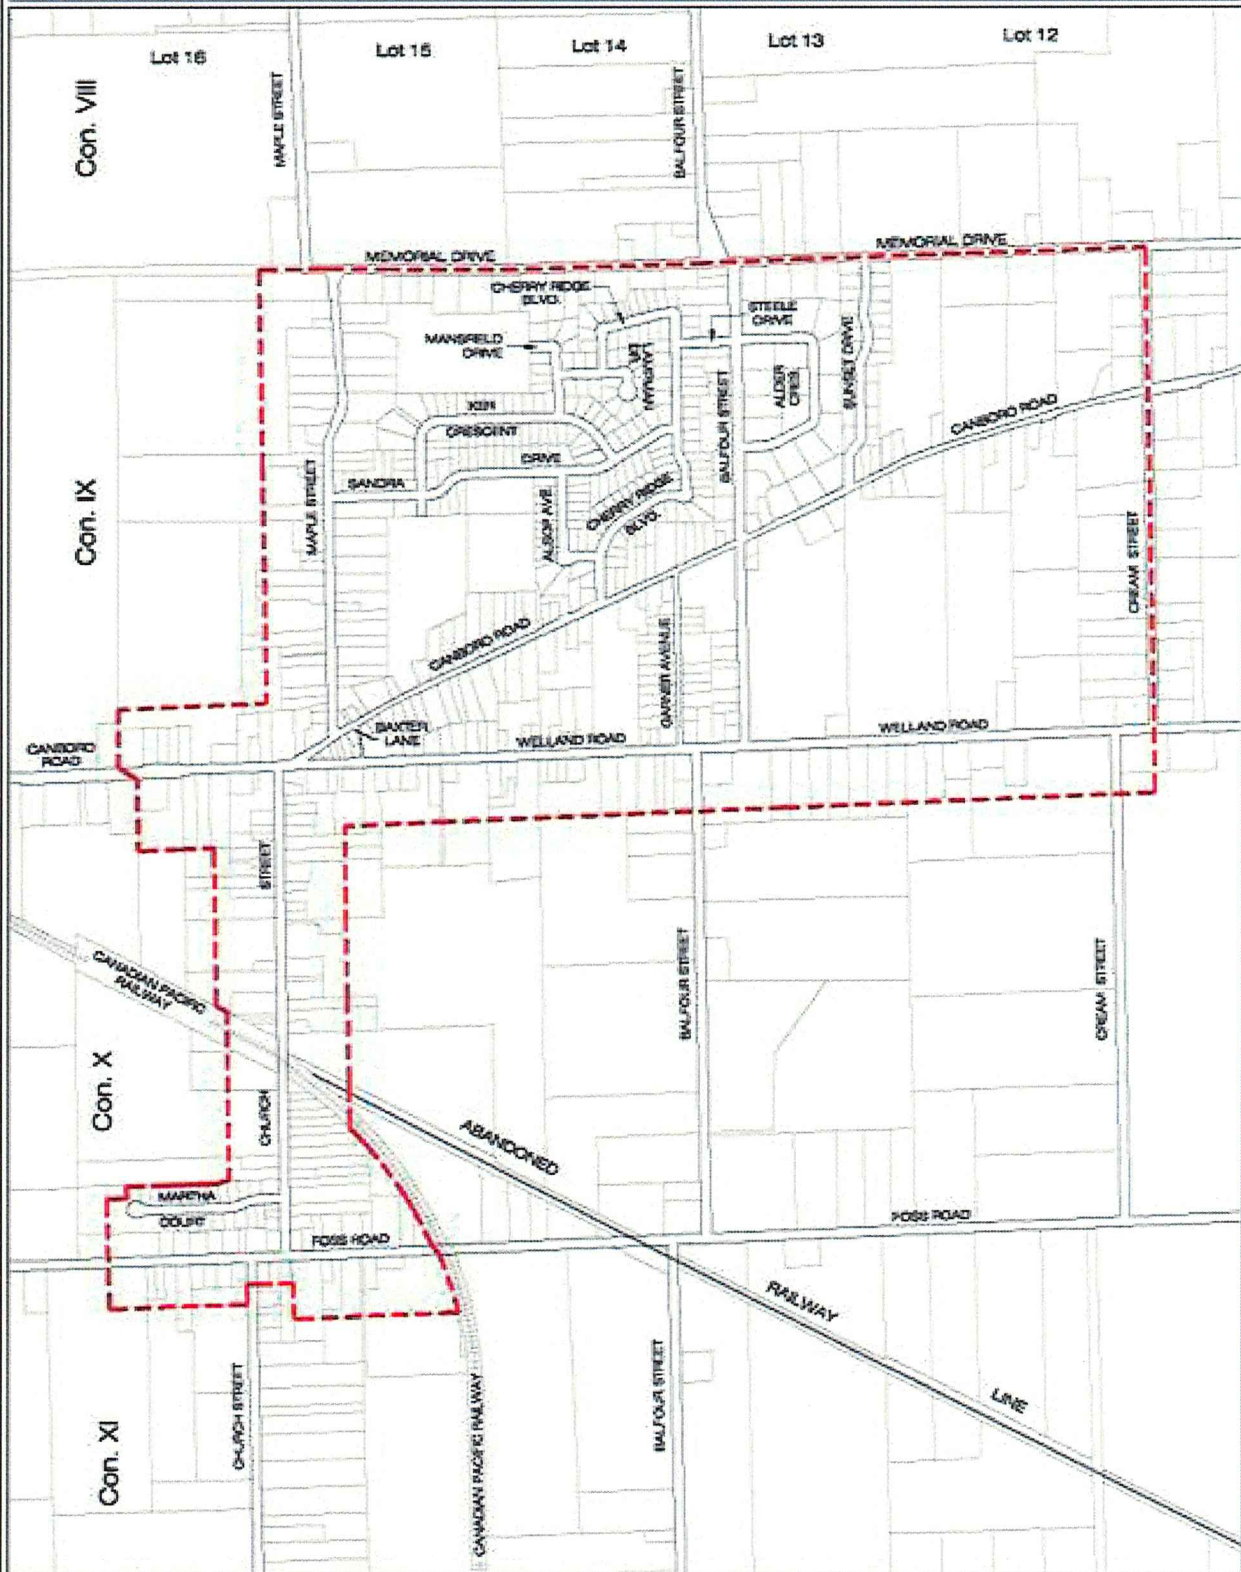 Lot 16
Lot 15
Lot 14
Lot 13
Lot 12
Con. VIII
MAPLE STREET
BALFOUR STREET
MEMORIAL DRIVE
MEMORIAL DRIVE
CHERRY RIDGE
BLVD.
STEELE
DRIVE
MANSFIELD
DRIVE
DR.
ALDER
CRES
SUNSET DRIVE
BALFOUR STREET
KERR
CRESCENT
CANBORO ROAD
DRIVE
SANDRA
MAPLE STREET
CHERRY RIDGE
BLVD.
ALSOP AVE
Con. IX
CREAM STREET
CANBORO ROAD
GARNER AVENUE
BAXTER
LANE
WELLAND ROAD
WELLAND ROAD
CANBORO
ROAD
STREET
CANADIAN PACIFIC
RAILWAY
BALFOUR STREET
CREAM STREET
Con. X
CHURCH
ABANDONED
MARTHA
COURT
FOSS ROAD
FOSS ROAD
RAILWAY
LINE
CHURCH STREET
CANADIAN PACIFIC RAILWAY
BALFOUR STREET
Con. XI